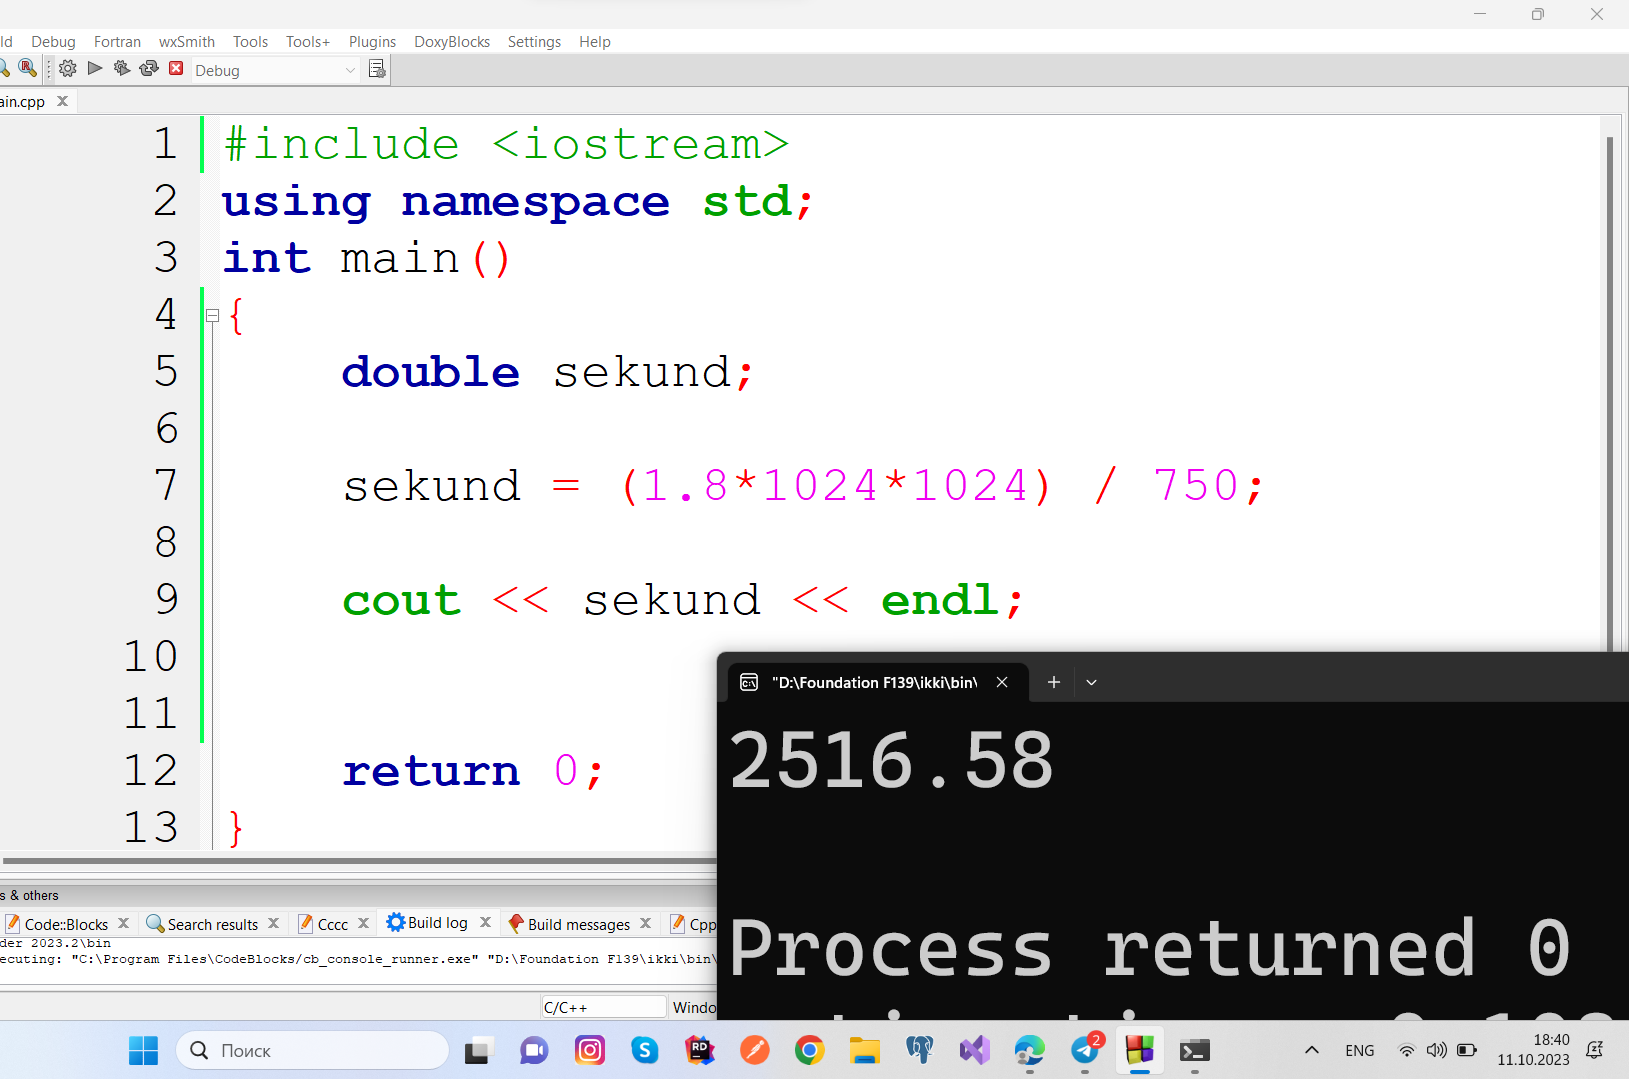 ld Debug Fortran wxSmith Tools Tools+ Plugins DoxyBlocks Settings Help
Debug
ain.cpp
1 #include <iostream>
2 using namespace std;
3 int main()
4 {
5 double sekund;
6
7 sekund = (1.8*1024*1024) / 750;
8
9 cout << sekund << endl;
10
11
12 return 0;
13 }
"D:\Foundation F139\ikki\bin\
2516.58
Process returned 0
s & others
Code::Blocks Search results Cccc Build log Build messages Cpp
der 2023.2\bin
ecuting: "C:\Program Files\CodeBlocks/cb_console_runner.exe" "D:\Foundation F139\ikki\bin\
C/C++ Windo
Поиск
2
ENG
18:40
11.10.2023